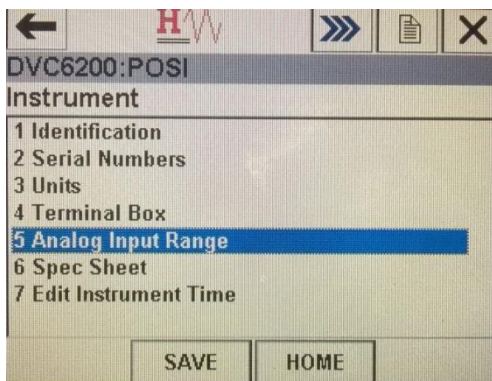 H
DVC6200:POSI
Instrument
1 Identification
2 Serial Numbers
3 Units
4 Terminal Box
5 Analog Input Range
6 Spec Sheet
7 Edit Instrument Time
SAVE HOME